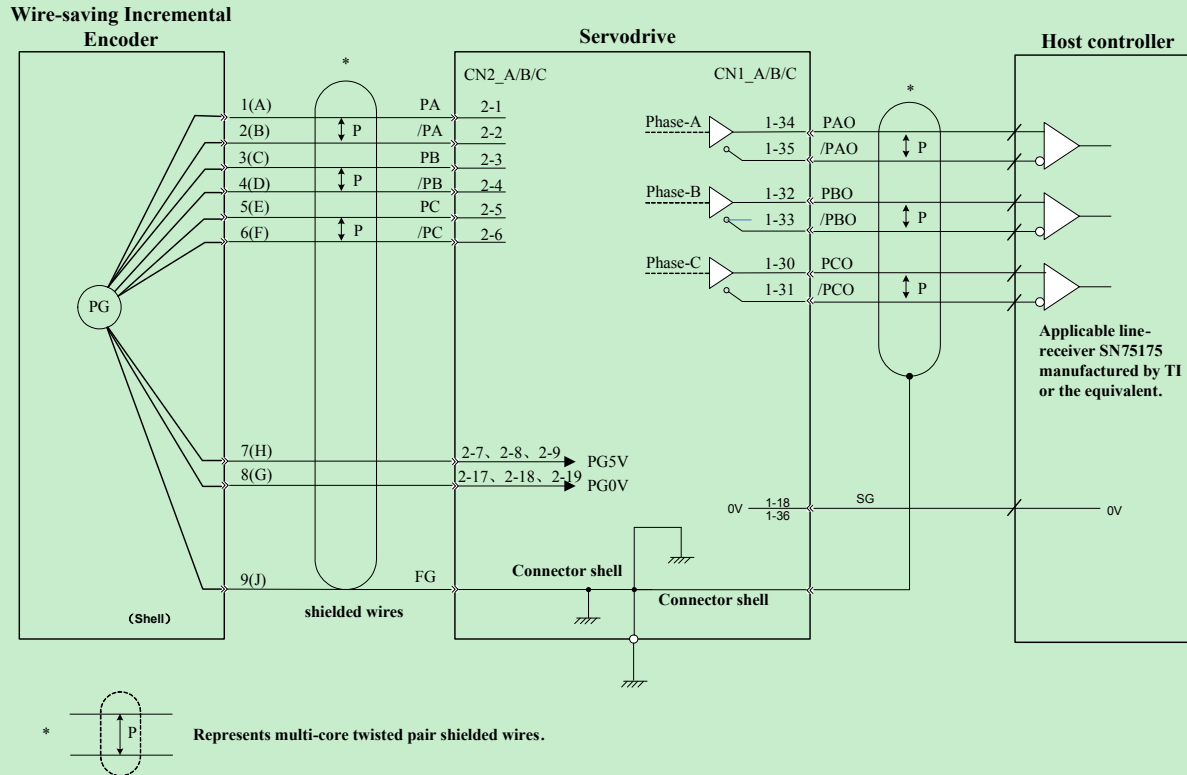 Wire-saving Incremental
Encoder
Servodrive
Host controller
*
*
CN2_A/B/C
CN1_A/B/C
1(A)
PA
2-1
2(B)
P
/PA
2-2
3(C)
PB
2-3
4(D)
P
/PB
2-4
5(E)
PC
2-5
6(F)
P
/PC
2-6
PG
Phase-A
1-34
PAO
1-35
/PAO
P
Phase-B
1-32
PBO
1-33
/PBO
P
Phase-C
1-30
PCO
1-31
/PCO
P
Applicable line-
receiver SN75175
manufactured by TI
or the equivalent.
7(H)
2-7、2-8、2-9
PG5V
8(G)
2-17、2-18、2-19
PG0V
0V
1-18
1-36
SG
0V
9(J)
FG
Connector shell
Connector shell
(Shell)
shielded wires
*
P
Represents multi-core twisted pair shielded wires.